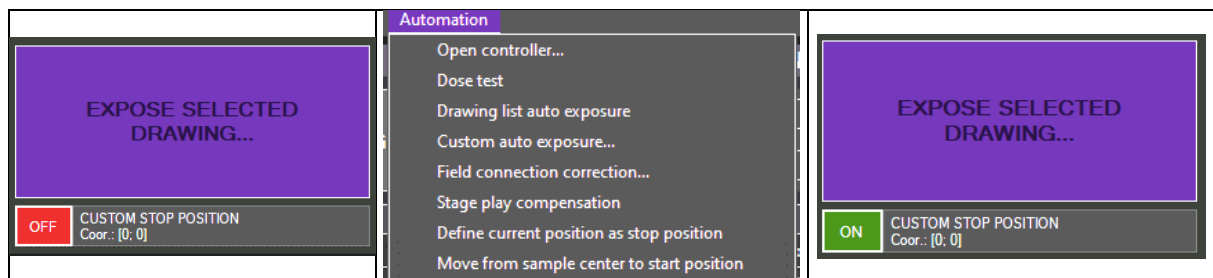 EXPOSE SELECTED
DRAWING...
OFF
CUSTOM STOP POSITION
Coor.: [0; 0]
Automation
Open controller...
Dose test
Drawing list auto exposure
Custom auto exposure...
Field connection correction...
Stage play compensation
Define current position as stop position
Move from sample center to start position
EXPOSE SELECTED
DRAWING...
ON
CUSTOM STOP POSITION
Coor.: [0; 0]